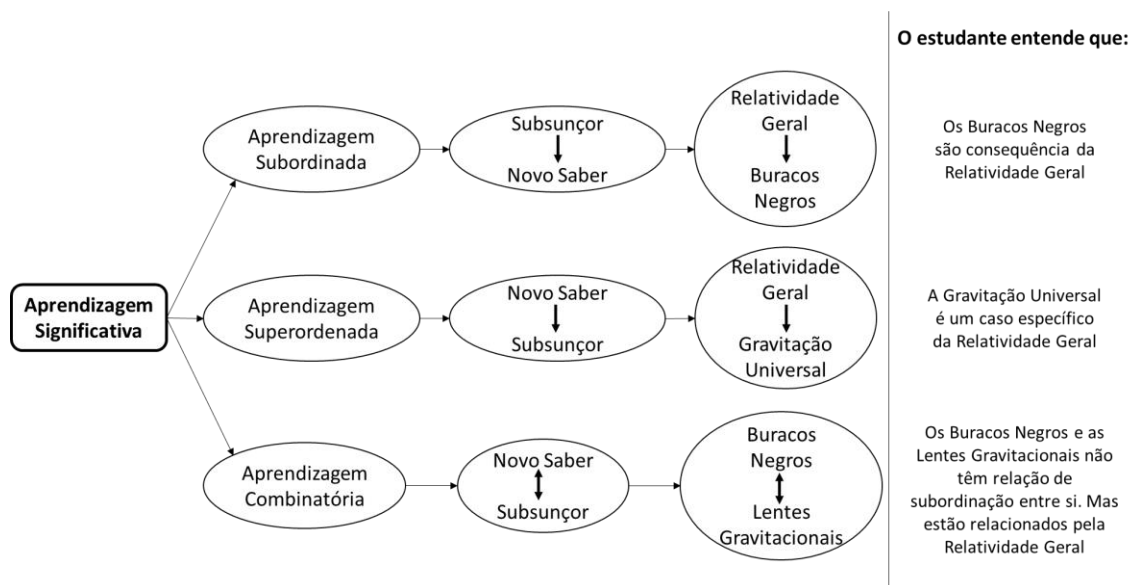 O estudante entende que:
Aprendizagem
Subordinada
Subsunçor
Novo Saber
Relatividade
Geral
Buracos
Negros
Os Buracos Negros
são consequência da
Relatividade Geral
Aprendizagem
Significativa
Aprendizagem
Superordenada
Novo Saber
Subsunçor
Relatividade
Geral
Gravitação
Universal
A Gravitação Universal
é um caso específico
da Relatividade Geral
Aprendizagem
Combinatória
Novo Saber
Subsunçor
Buracos
Negros
Lentes
Gravitacionais
Os Buracos Negros e as
Lentes Gravitacionais não
têm relação de
subordinação entre si. Mas
estão relacionados pela
Relatividade Geral